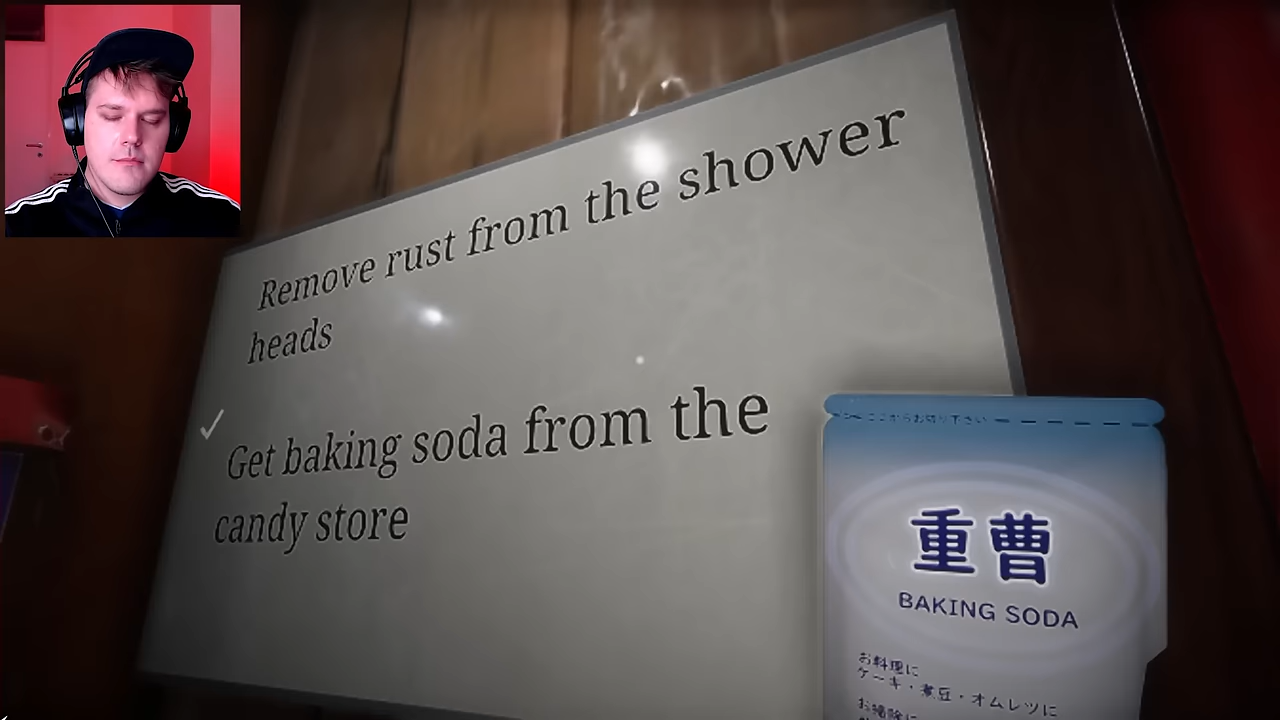 Remove rust from the shower
heads
Get baking soda from the
candy store
ここからお切り下さい
重曹
BAKING SODA
お料理に
ケーキ・煮豆・オムレツに
お掃除に